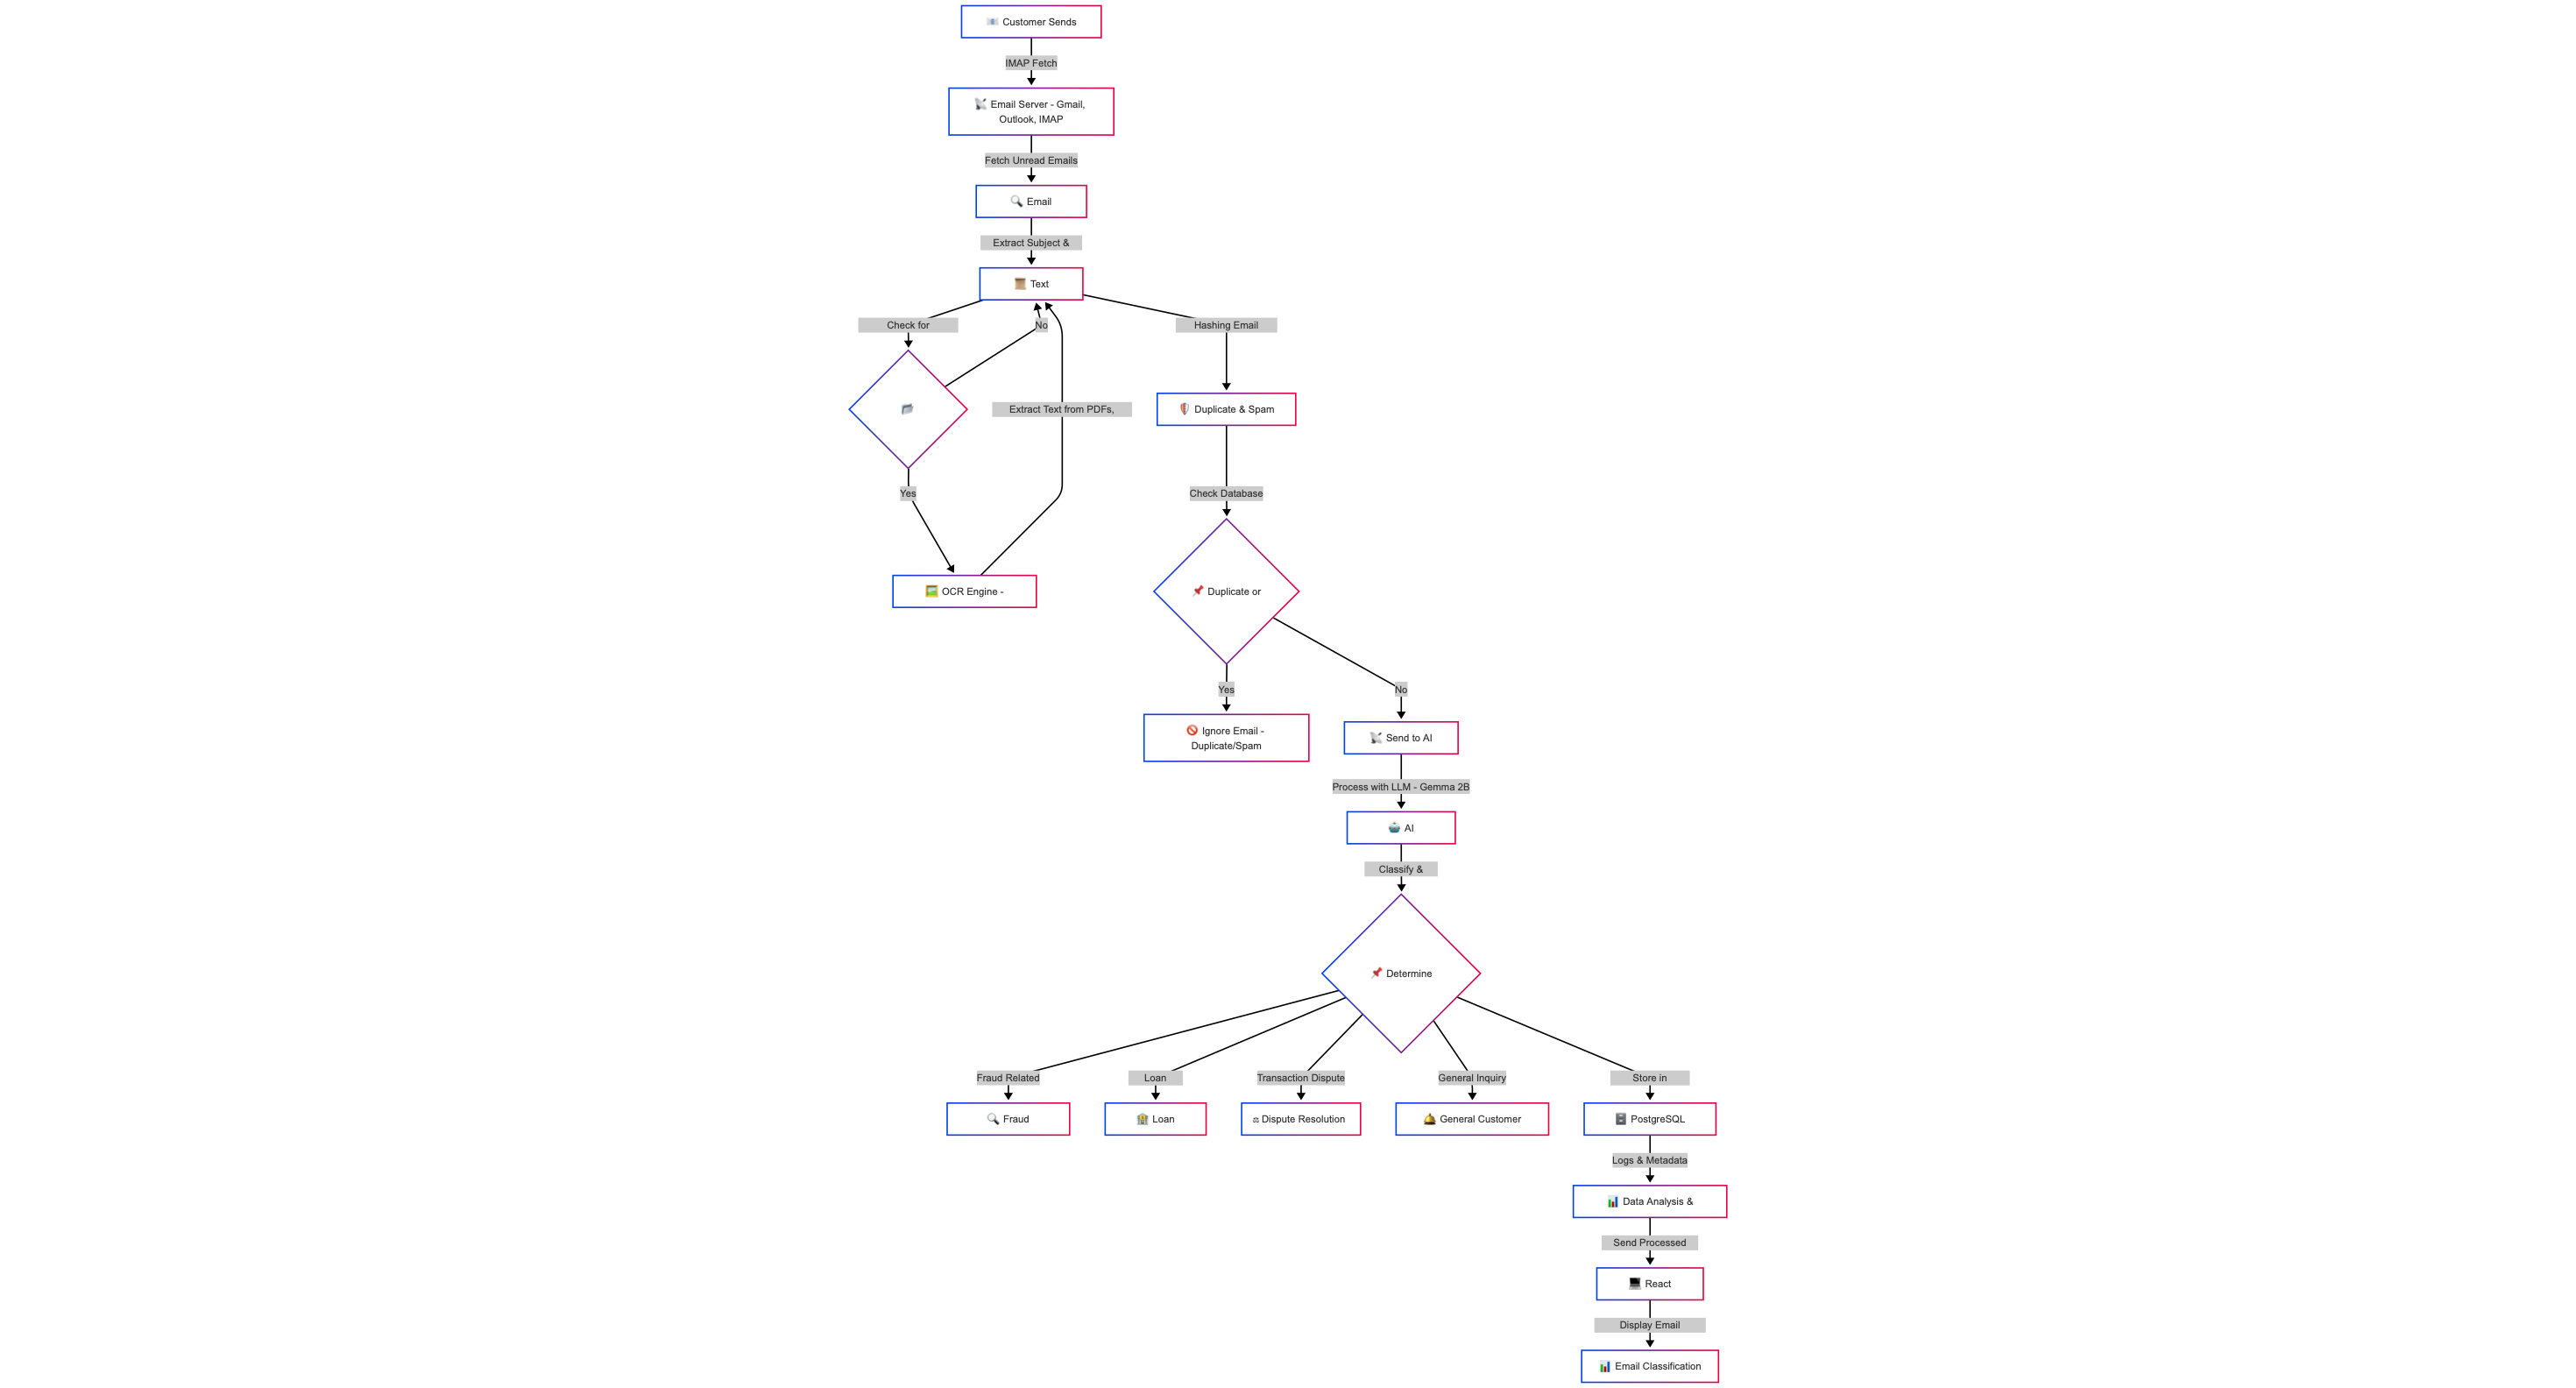 📧 Customer Sends
IMAP Fetch
📡 Email Server - Gmail,
Outlook, IMAP
Fetch Unread Emails
🔍 Email
Extract Subject &
📜 Text
Check for
No
Hashing Email
📂
Extract Text from PDFs,
🛡️ Duplicate & Spam
Yes
Check Database
🖼️ OCR Engine -
📌 Duplicate or
Yes
No
🚫 Ignore Email -
Duplicate/Spam
📡 Send to AI
Process with LLM - Gemma 2B
🤖 AI
Classify &
📌 Determine
Fraud Related
Loan
Transaction Dispute
General Inquiry
Store in
🔍 Fraud
🏦 Loan
⚖ Dispute Resolution
🛎️ General Customer
🗄️ PostgreSQL
Logs & Metadata
📊 Data Analysis &
Send Processed
💻 React
Display Email
📊 Email Classification